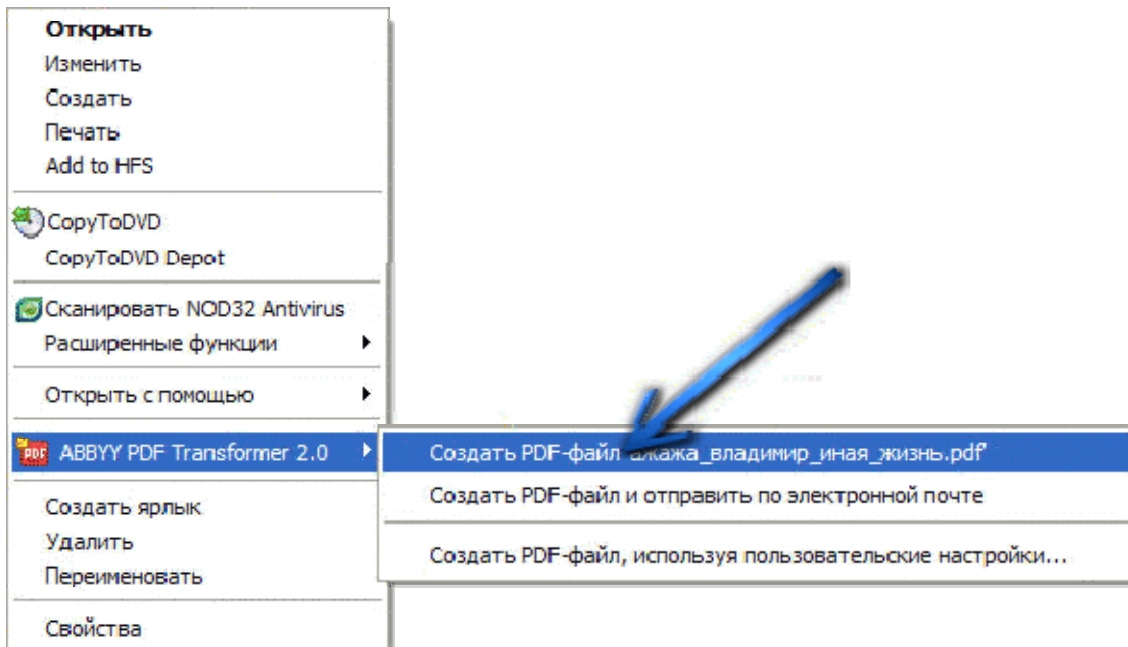 Открыть
Изменить
Создать
Печать
Add to HFS
CopyToDVD
CopyToDVD Depot
Сканировать NOD32 Antivirus
Расширенные функции
Открыть с помощью
ABBYY PDF Transformer 2.0
Создать PDF-файл "ажажа_владимир_иная_жизнь.pdf"
Создать PDF-файл и отправить по электронной почте
Создать PDF-файл, используя пользовательские настройки...
Создать ярлык
Удалить
Переименовать
Свойства